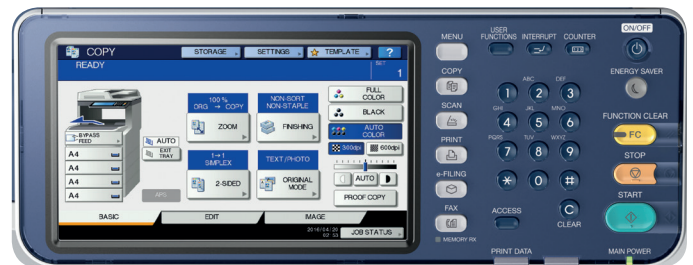 COPY
STORAGE
SETTINGS
TEMPLATE
?
READY
SET
1
100 %
ORG → COPY
ZOOM
NON-SORT
NON-STAPLE
FINISHING
FULL
COLOR
BLACK
AUTO
COLOR
300dpi
600dpi
BYPASS
FEED
A4
A4
A4
A4
AUTO
EXIT
TRAY
APS
1→1
SIMPLEX
2-SIDED
TEXT/PHOTO
ORIGINAL
MODE
AUTO
PROOF COPY
BASIC
EDIT
IMAGE
JOB STATUS
MENU
COPY
SCAN
PRINT
e-FILING
FAX
MEMORY RX
USER
FUNCTIONS
INTERRUPT
COUNTER
ABC
DEF
1
2
3
GHI
JKL
MNO
4
5
6
PQRS
TUV
WXYZ
7
8
9
*
0
#
ACCESS
C
CLEAR
PRINT DATA
ON/OFF
ENERGY SAVER
FUNCTION CLEAR
FC
STOP
START
MAIN POWER